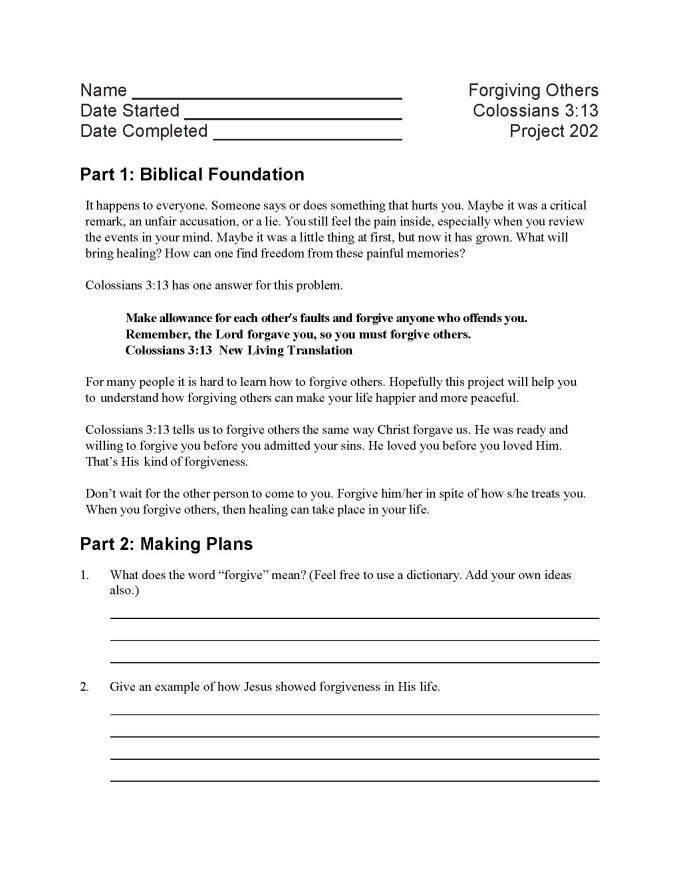 Name
Forgiving Others
Date Started
Colossians 3:13
Date Completed
Project 202
Part 1: Biblical Foundation
It happens to everyone. Someone says or does something that hurts you. Maybe it was a critical
remark, an unfair accusation, or a lie. You still feel the pain inside, especially when you review
the events in your mind. Maybe it was a little thing at first, but now it has grown. What will
bring healing? How can one find freedom from these painful memories?
Colossians 3:13 has one answer for this problem.
Make allowance for each other's faults and forgive anyone who offends you.
Remember, the Lord forgave you, so you must forgive others.
Colossians 3:13 New Living Translation
For many people it is hard to learn how to forgive others. Hopefully this project will help you
to understand how forgiving others can make your life happier and more peaceful.
Colossians 3:13 tells us to forgive others the same way Christ forgave us. He was ready and
willing to forgive you before you admitted your sins. He loved you before you loved Him.
That’s His kind of forgiveness.
Don’t wait for the other person to come to you. Forgive him/her in spite of how s/he treats you.
When you forgive others, then healing can take place in your life.
Part 2: Making Plans
1. What does the word “forgive” mean? (Feel free to use a dictionary. Add your own ideas
also.)
2. Give an example of how Jesus showed forgiveness in His life.